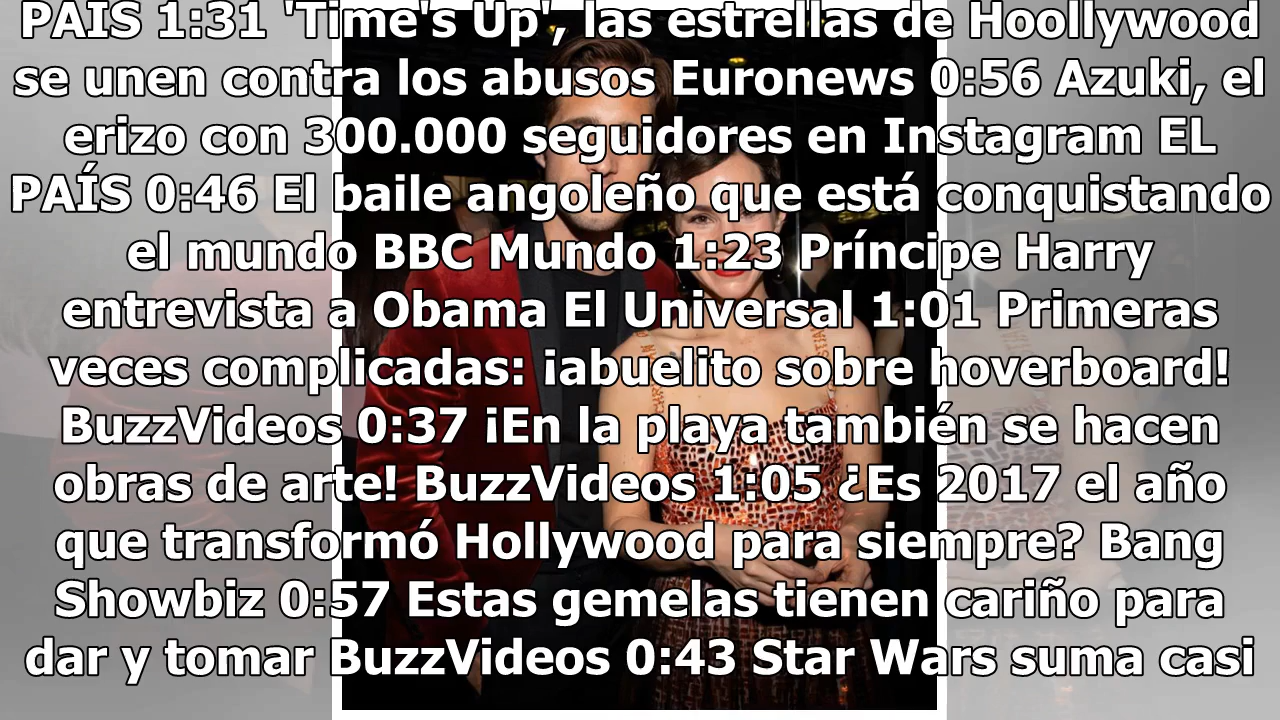 PAÍS 1:31 'Time's Up', las estrellas de Hoollywood
se unen contra los abusos Euronews 0:56 Azuki, el
erizo con 300.000 seguidores en Instagram EL
PAÍS 0:46 El baile angoleño que está conquistando
el mundo BBC Mundo 1:23 Príncipe Harry
entrevista a Obama El Universal 1:01 Primeras
veces complicadas: ¡abuelito sobre hoverboard!
BuzzVideos 0:37 ¡En la playa también se hacen
obras de arte! BuzzVideos 1:05 ¿Es 2017 el año
que transformó Hollywood para siempre? Bang
Showbiz 0:57 Estas gemelas tienen cariño para
dar y tomar BuzzVideos 0:43 Star Wars suma casi